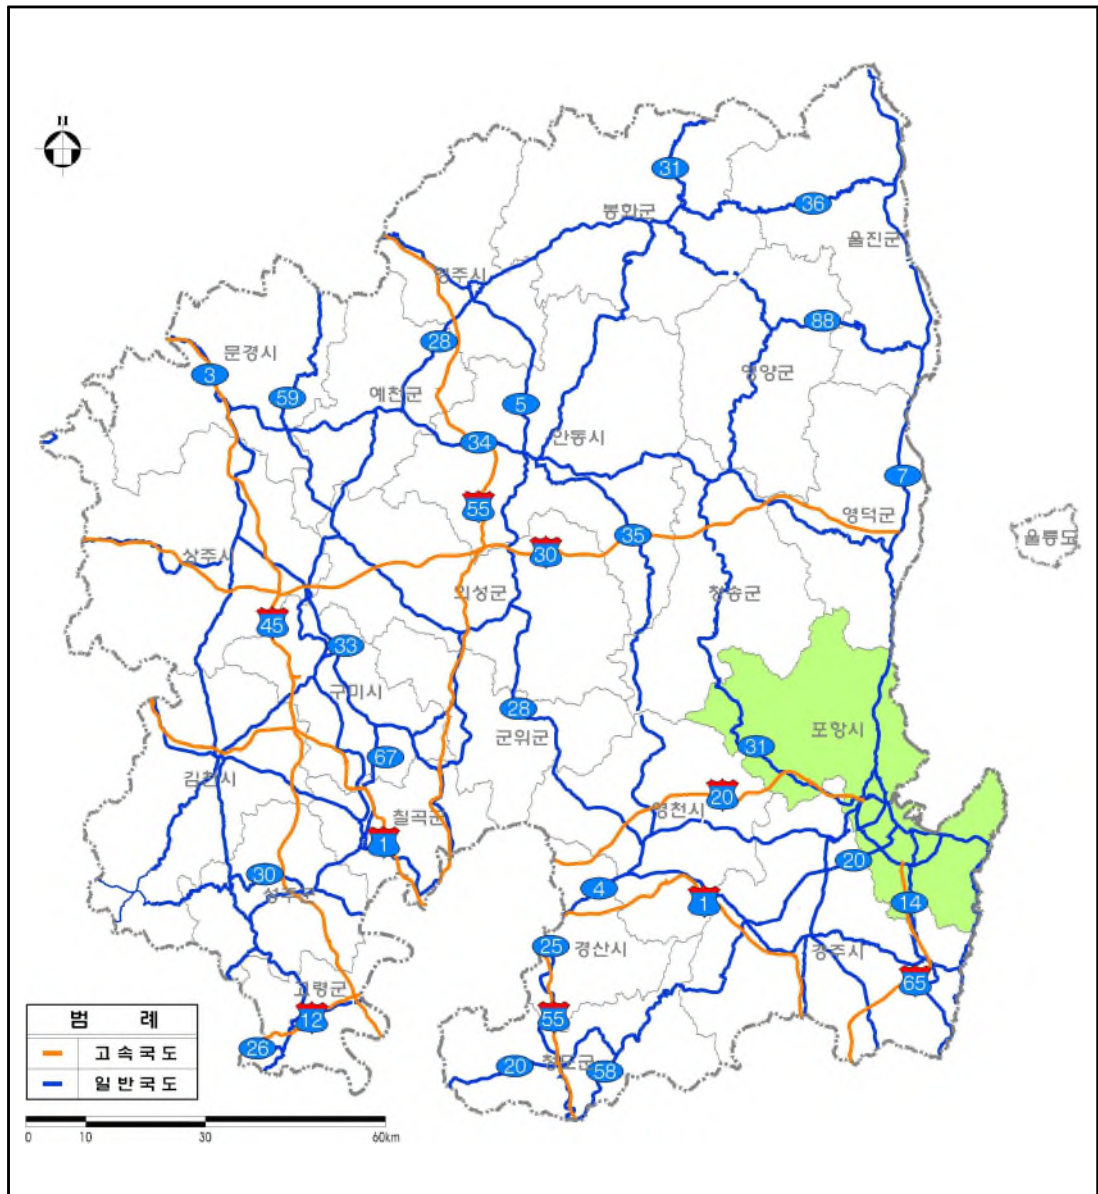 N
31
36
봉화군
울진군
영주시
28
88
문경시
3
59
예천군
5
영양군
34
안동시
7
55
영덕군
35
30
울릉도
상주시
의성군
청송군
45
33
구미시
28
군위군
31
포항시
67
김천시
20
영천시
칠곡군
1
20
30
성주군
4
1
14
25
경산시
경주시
65
고령군
12
55
26
20
청도군
58
범 례
고속국도
일반국도
0 10 30 60km